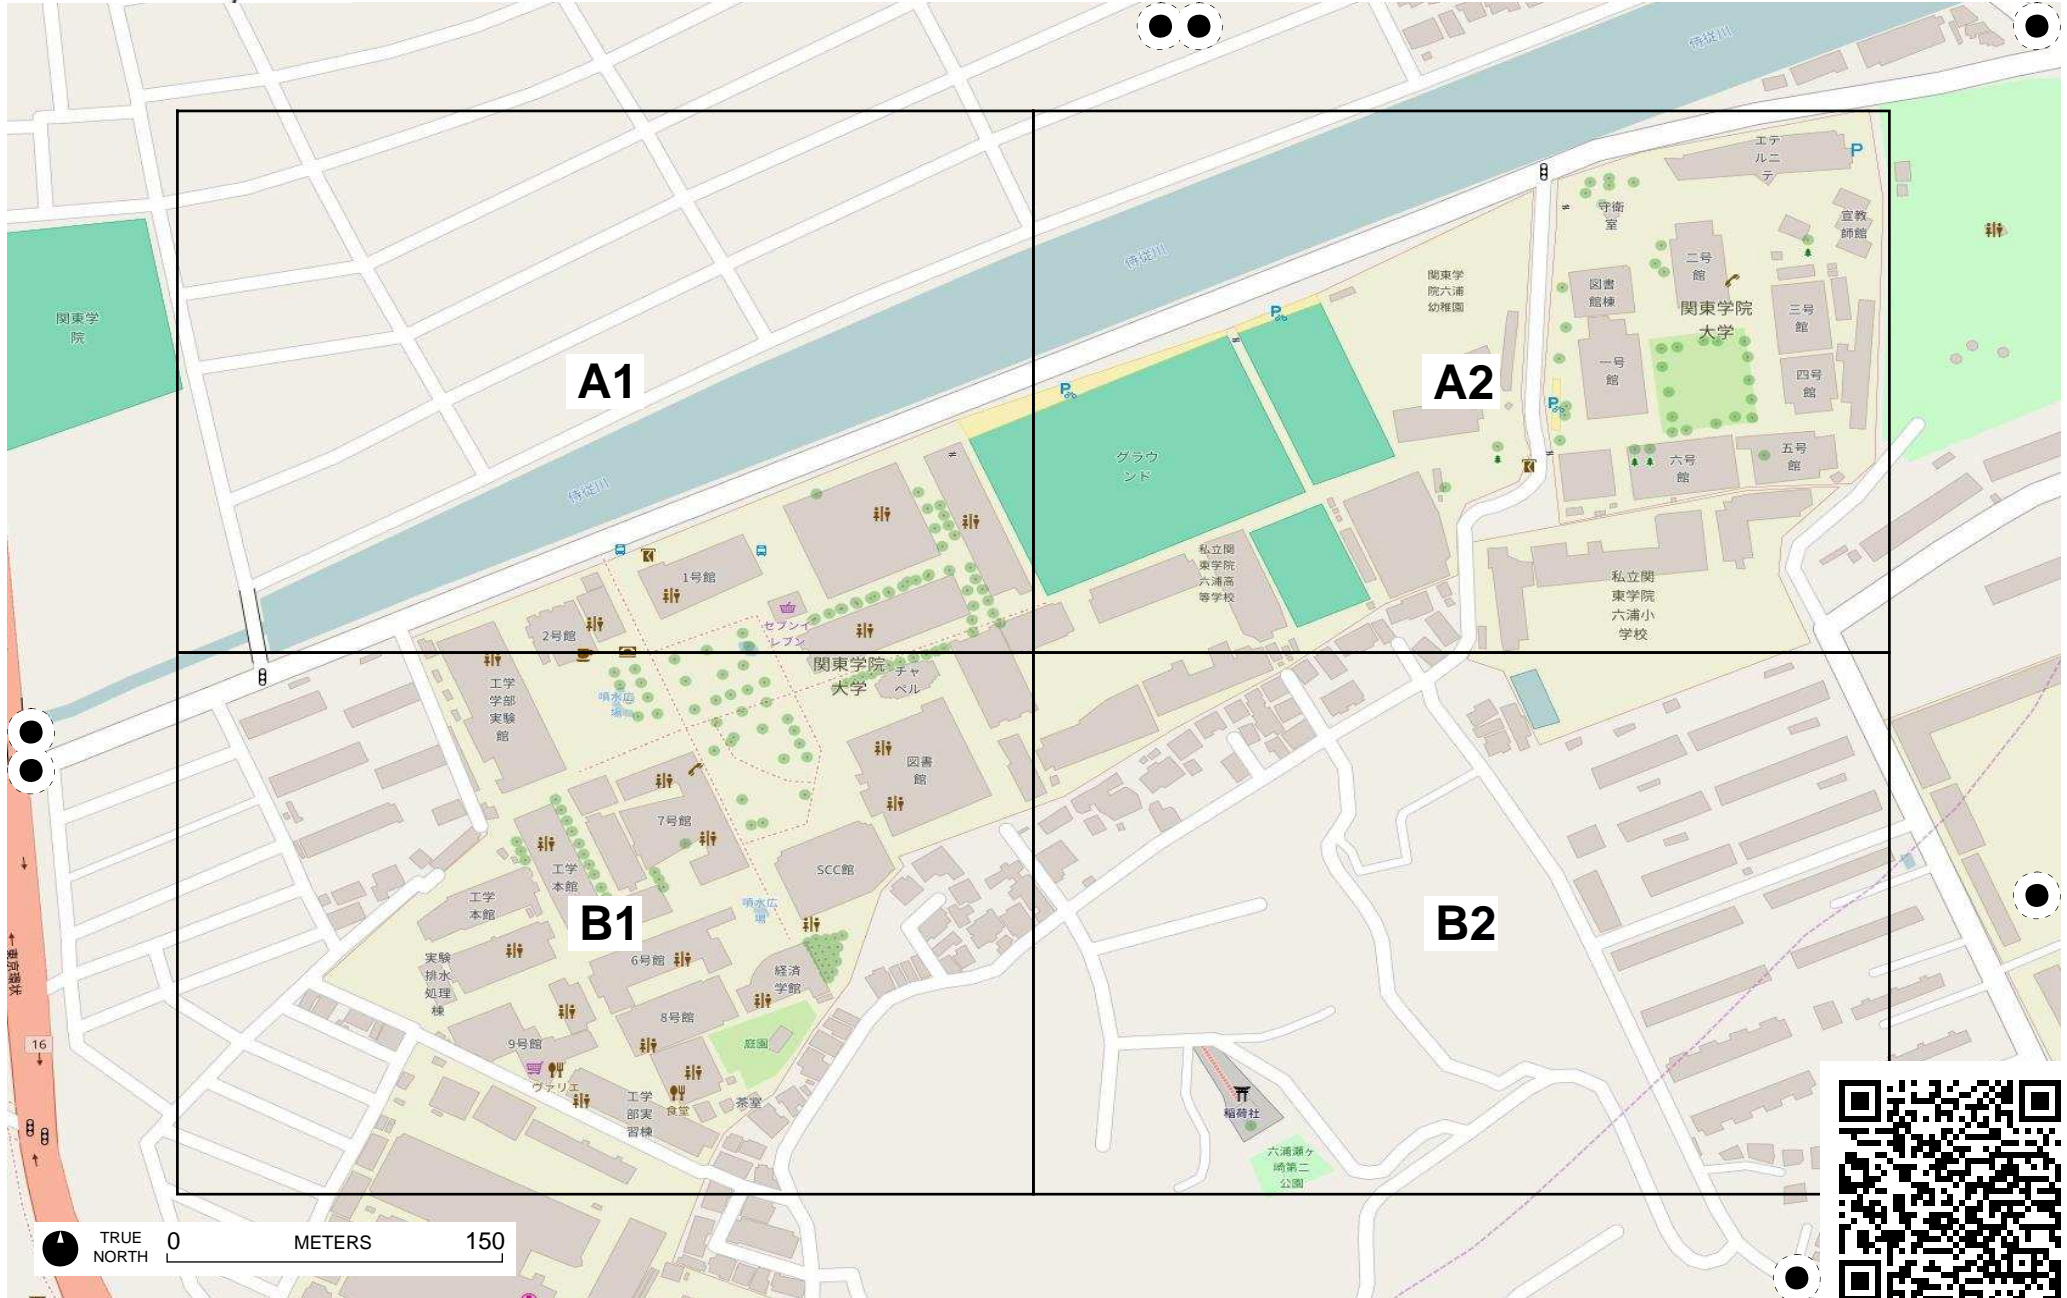 侍従川
エテ
ルニ
テ
P
守衛
室
宣教
師館
二号
館
侍従川
関東学
院六浦
幼稚園
図書
館棟
関東学院
大学
三号
館
関東学
院
P
一号
館
四号
館
A1
A2
P
P
グラウ
ンド
六号
館
五号
館
侍従川
1号館
私立関
東学院
六浦高
等学校
私立関
東学院
六浦小
学校
2号館
セブンイ
レブン
関東学院
大学
チャ
ペル
工学
学部
実験
館
噴水広
場
図書
館
7号館
工学
本館
SCC館
工学
本館
噴水広
場
B1
B2
東京環状
実験
排水
処理
棟
6号館
経済
学館
8号館
16
9号館
庭園
ヴァリエ
工学
部実
習棟
食堂
茶室
稲荷社
六浦瀬ヶ
崎第二
公園
TRUE
NORTH
0 METERS 150